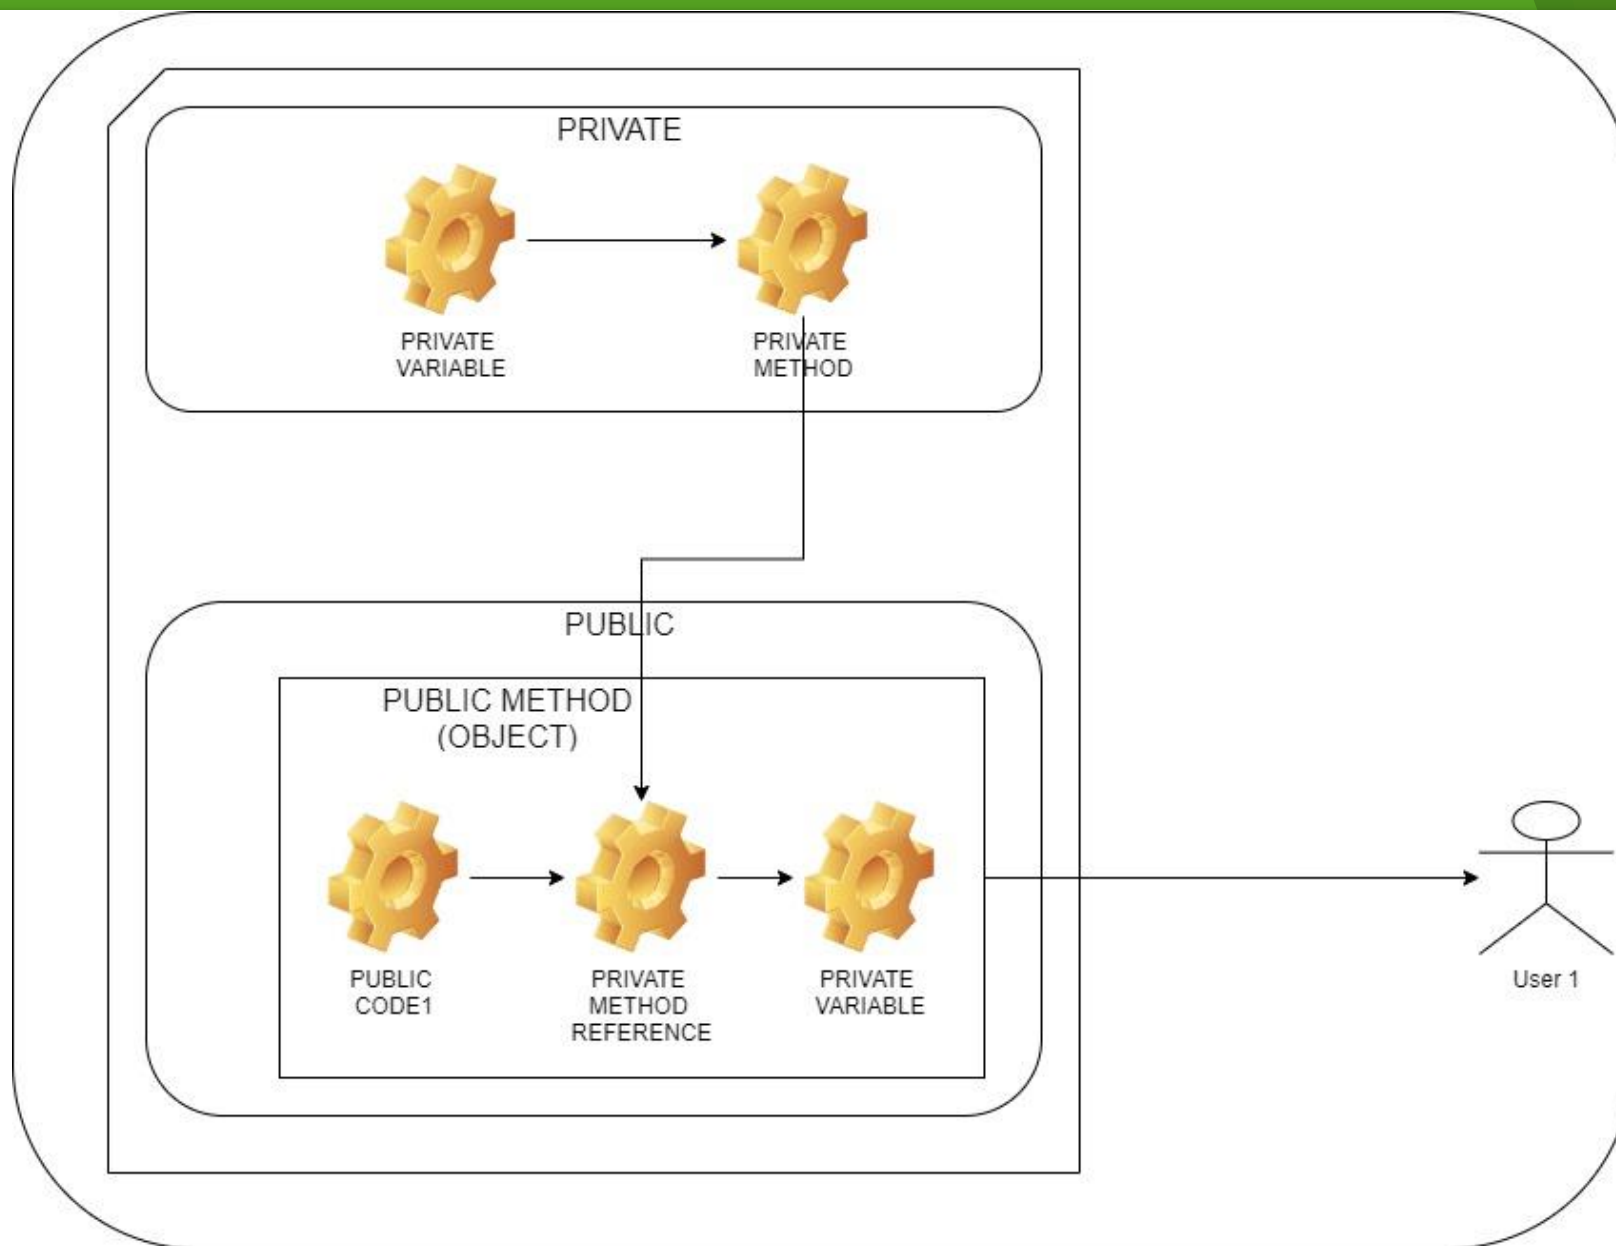 PRIVATE
PRIVATE
VARIABLE
PRIVATE
METHOD
PUBLIC
PUBLIC METHOD
(OBJECT)
PUBLIC
CODE1
PRIVATE
METHOD
REFERENCE
PRIVATE
VARIABLE
User 1